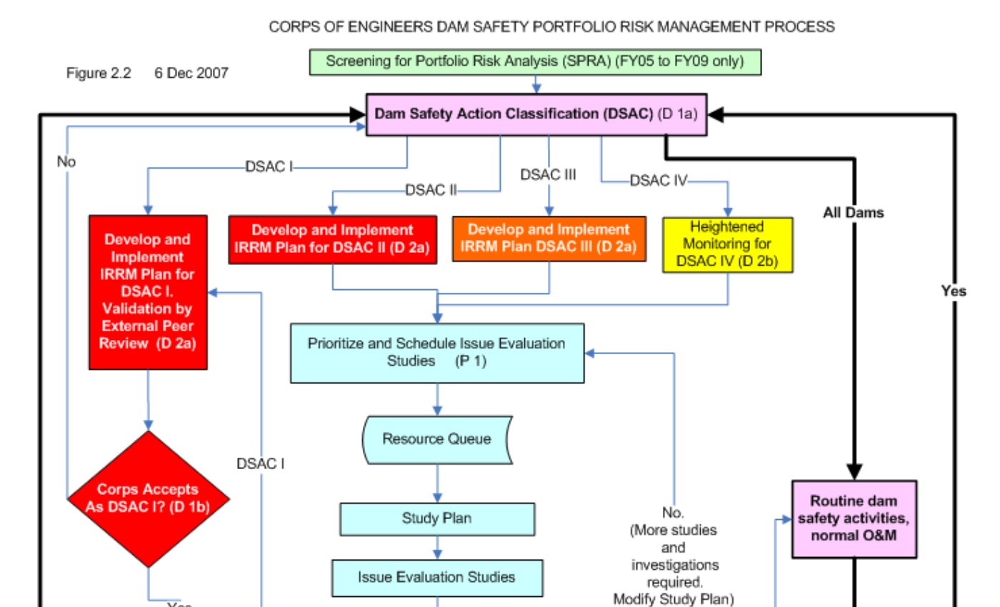 CORPS OF ENGINEERS DAM SAFETY PORTFOLIO RISK MANAGEMENT PROCESS
Figure 2.2 6 Dec 2007
Screening for Portfolio Risk Analysis (SPRA) (FY05 to FY09 only)
Dam Safety Action Classification (DSAC) (D 1a)
No
DSAC I
DSAC II
DSAC III
DSAC IV
All Dams
Yes
Develop and
Implement
IRRM Plan for
DSAC I.
Validation by
External Peer
Review (D 2a)
Develop and Implement
IRRM Plan for DSAC II (D 2a)
Develop and Implement
IRRM Plan DSAC III (D 2a)
Heightened
Monitoring for
DSAC IV (D 2b)
Prioritize and Schedule Issue Evaluation
Studies (P 1)
Resource Queue
DSAC I
Corps Accepts
As DSAC I? (D 1b)
Study Plan
Issue Evaluation Studies
No.
(More studies
and
investigations
required.
Modify Study Plan)
Routine dam
safety activities,
normal O&M
Yes